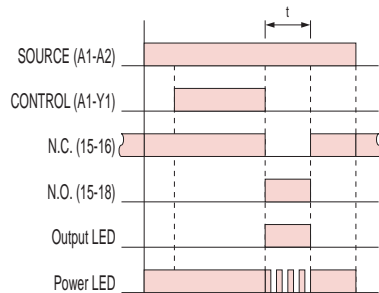 t
SOURCE (A1-A2)
CONTROL (A1-Y1)
N.C. (15-16)
N.O. (15-18)
Output LED
Power LED